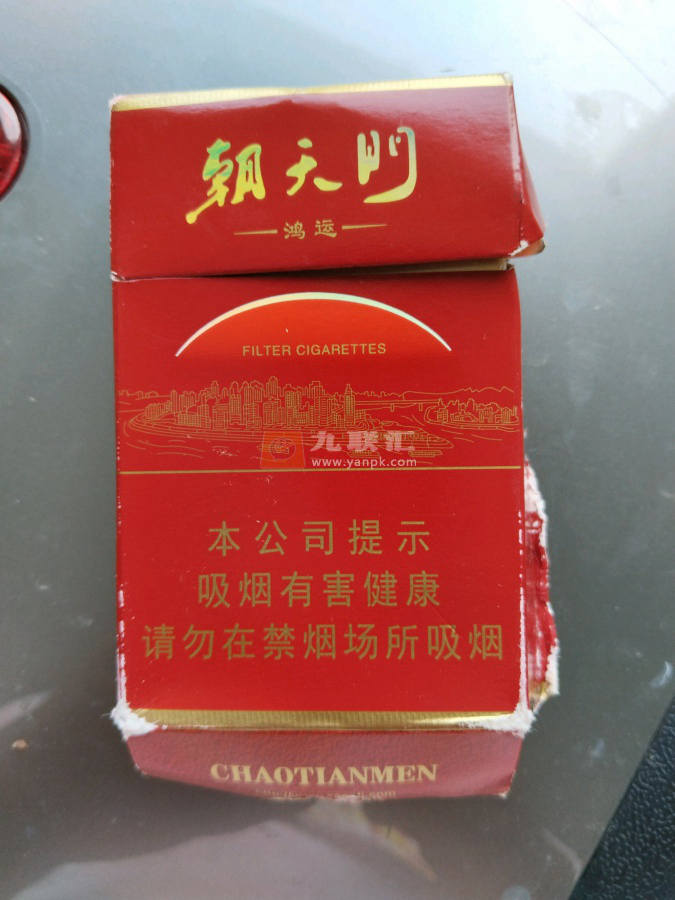 朝天門
鸿运
FILTER CIGARETTES
九联汇
www.yanpk.com
本公司提示
吸烟有害健康
请勿在禁烟场所吸烟
CHAOTIANMEN